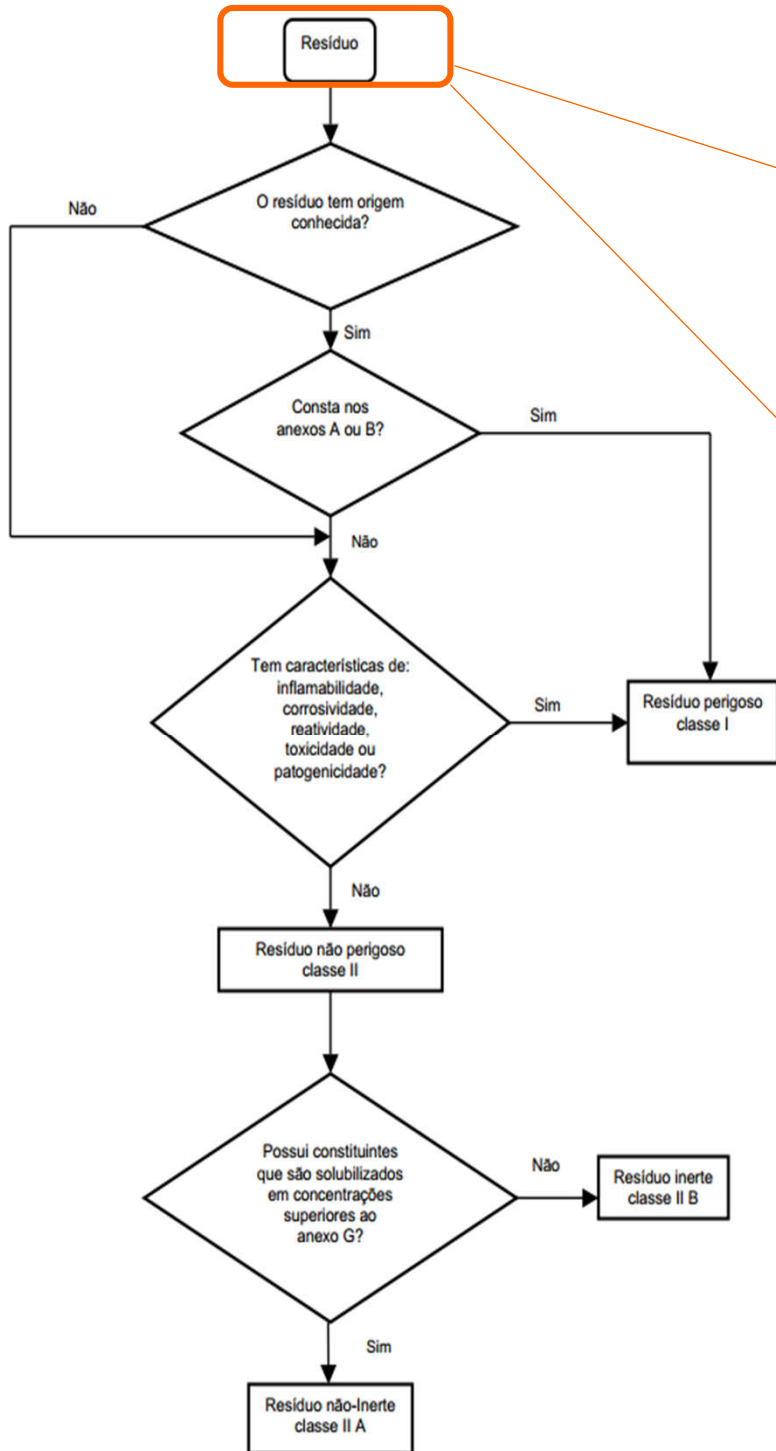 Resíduo
O resíduo tem origem
conhecida?
Não
Sim
Consta nos
anexos A ou B?
Sim
Não
Tem características de:
inflamabilidade,
corrosividade,
reatividade,
toxicidade ou
patogenicidade?
Sim
Resíduo perigoso
classe I
Não
Resíduo não perigoso
classe II
Possui constituintes
que são solubilizados
em concentrações
superiores ao
anexo G?
Não
Resíduo inerte
classe II B
Sim
Resíduo não-Inerte
classe II A